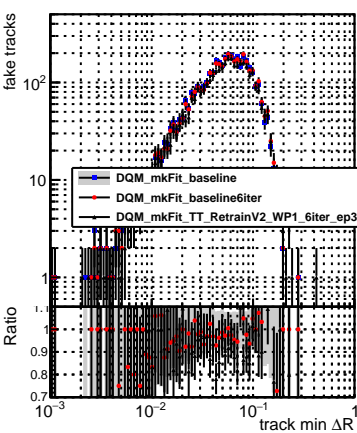 fake tracks
10²
10
1
DQM_mkFit_baseline
DQM_mkFit_baseline6iter
DQM_mkFit_TT_RetrainV2_WP1_6iter_ep3
Ratio
1.1
1
0.9
0.8
0.7
10⁻³ 10⁻² 10⁻¹ 1
track min ΔR